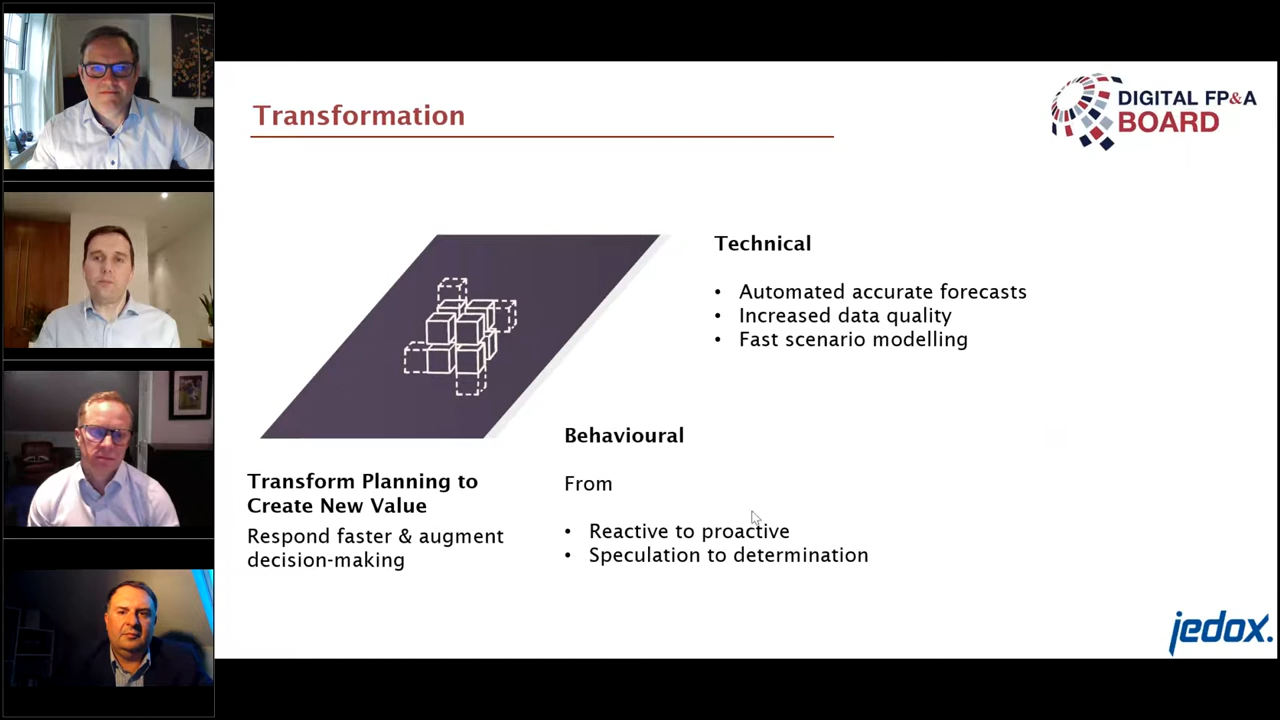 Transformation
DIGITAL FP&A
BOARD
Technical
• Automated accurate forecasts
• Increased data quality
• Fast scenario modelling
Behavioural
From
• Reactive to proactive
• Speculation to determination
Transform Planning to
Create New Value
Respond faster & augment
decision-making
jedox.